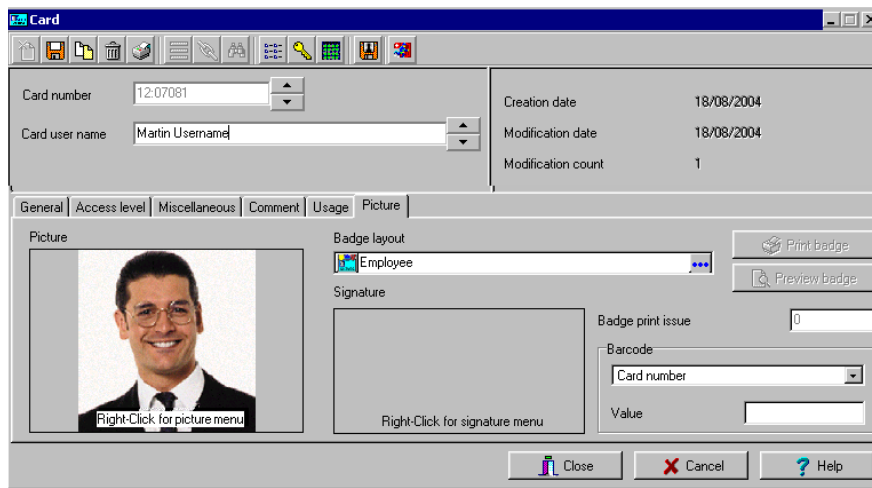 Card
Card number 12:07081
Card user name Martin Username
Creation date 18/08/2004
Modification date 18/08/2004
Modification count 1
General Access level Miscellaneous Comment Usage Picture
Picture
Right-Click for picture menu
Badge layout
Employee
Signature
Right-Click for signature menu
Print badge
Preview badge
Badge print issue 0
Barcode
Card number
Value
Close Cancel Help